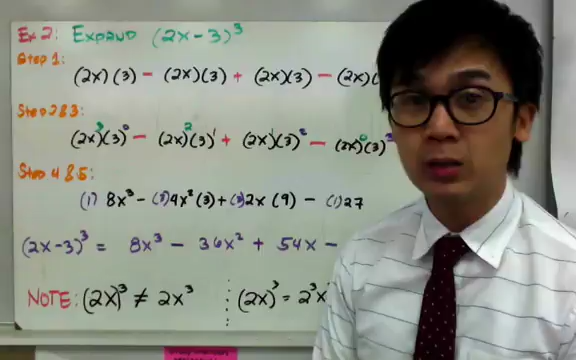 Ex 2: EXPAND (2x-3)³
Step 1:
(2x)(3) - (2x)(3) + (2x)(3) - (2x)(
Step 2&3:
(2x)³(3)⁰ - (2x)²(3)¹ + (2x)¹(3)² - (2x)⁰(3)³
Step 4&5:
(1) 8x³ - (3)4x²(3) + (3)2x(9) - (1)27
(2x-3)³ = 8x³ - 36x² + 54x -
NOTE: (2x)³ ≠ 2x³ (2x)³ = 2³x